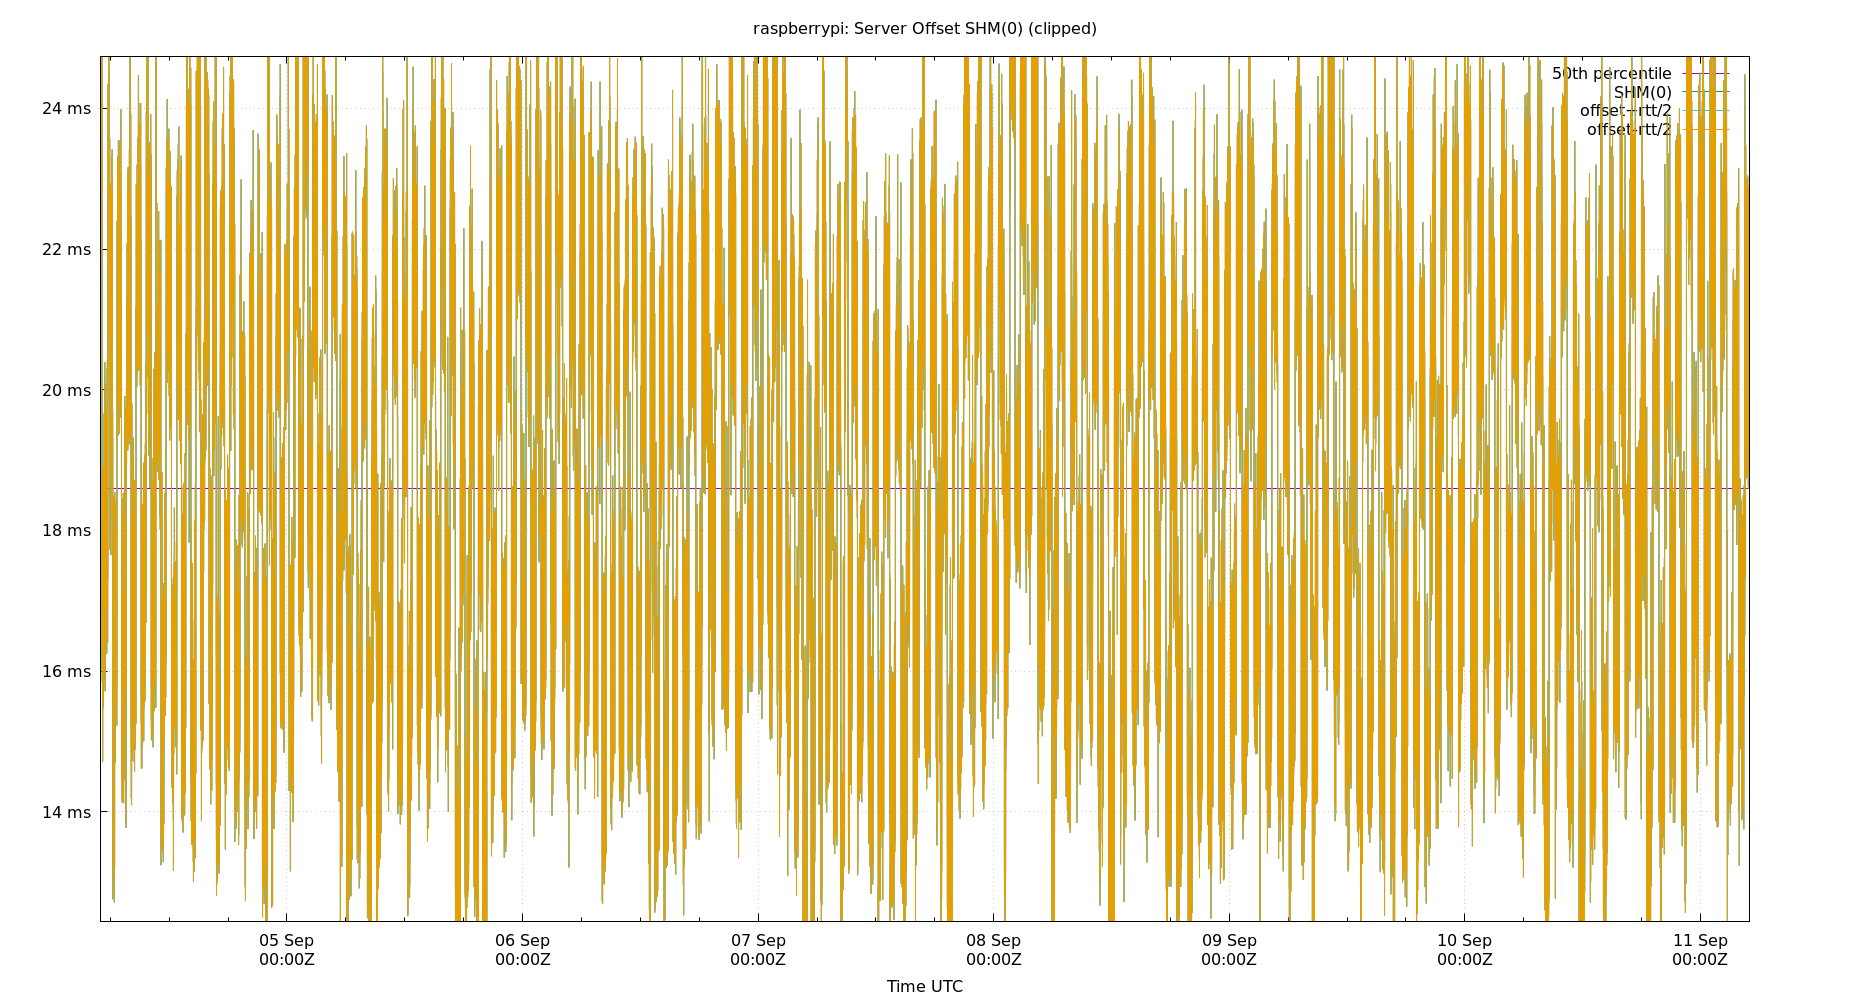 raspberrypi: Server Offset SHM(0) (clipped)
50th percentile
SHM(0)
offset+rtt/2
offset-rtt/2
24 ms
22 ms
20 ms
18 ms
16 ms
14 ms
05 Sep
00:00Z
06 Sep
00:00Z
07 Sep
00:00Z
08 Sep
00:00Z
09 Sep
00:00Z
10 Sep
00:00Z
11 Sep
00:00Z
Time UTC